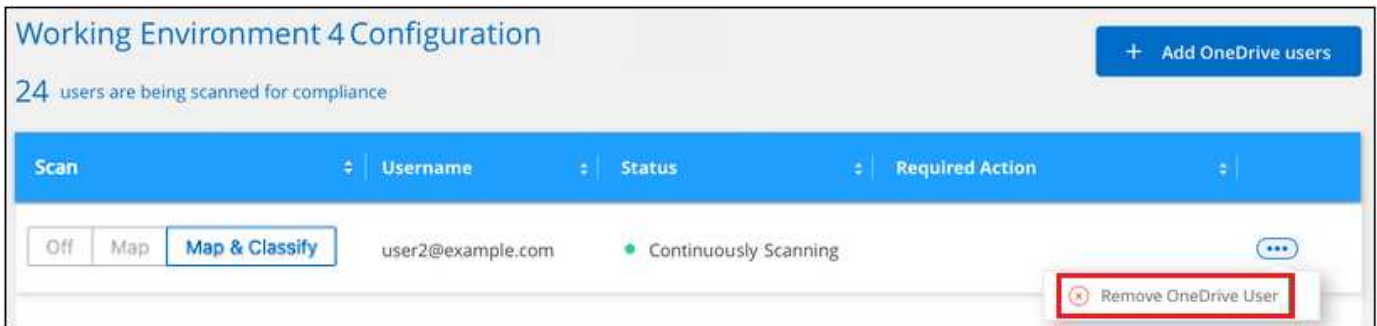 Working Environment 4 Configuration
+ Add OneDrive users
24 users are being scanned for compliance
Scan Username Status Required Action
Off Map Map & Classify user2@example.com Continuously Scanning
Remove OneDrive User